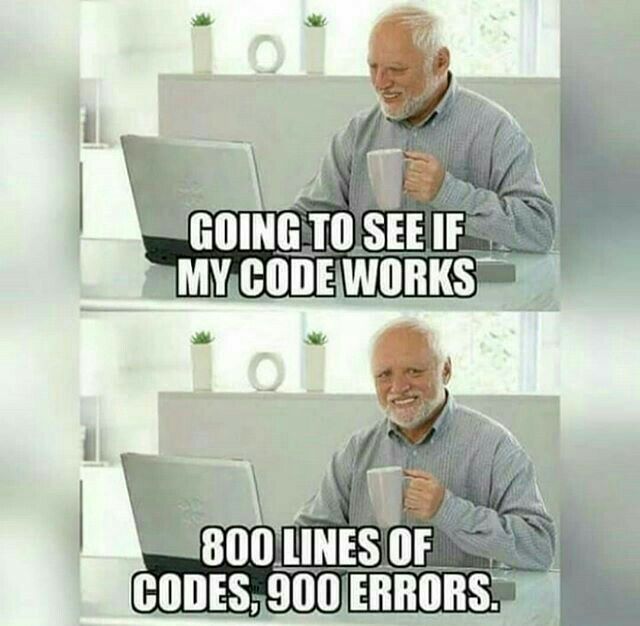 GOING TO SEE IF
MY CODE WORKS
800 LINES OF
CODES, 900 ERRORS.